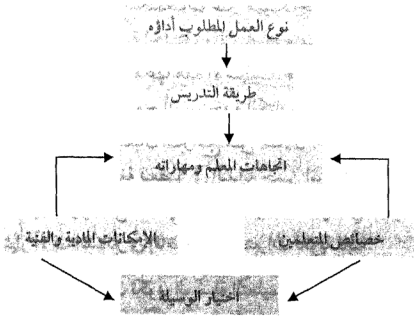 نوع العمل المطلوب أداؤه
طريقة التدريس
اتجاهات المعلم ومهاراته
خصائص المتعلمين
الإمكانات المادية والفنية
اختيار الوسيلة